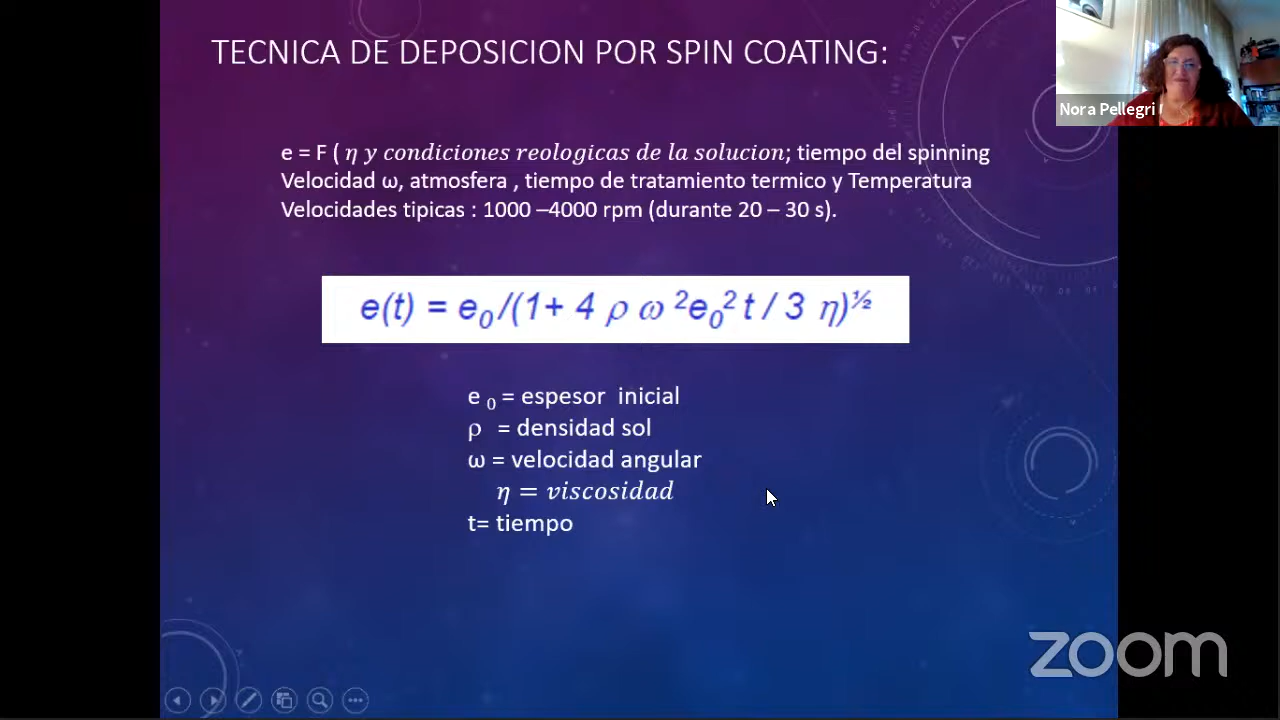 TECNICA DE DEPOSICION POR SPIN COATING:
Nora Pellegri
e = F ( η y condiciones reologicas de la solucion; tiempo del spinning
Velocidad ω, atmosfera , tiempo de tratamiento termico y Temperatura
Velocidades tipicas : 1000 –4000 rpm (durante 20 – 30 s).
e(t) = e₀/(1+ 4 ρ ω ²e₀² t / 3 η)^½
e ₀ = espesor inicial
ρ = densidad sol
ω = velocidad angular
η = viscosidad
t= tiempo
zoom